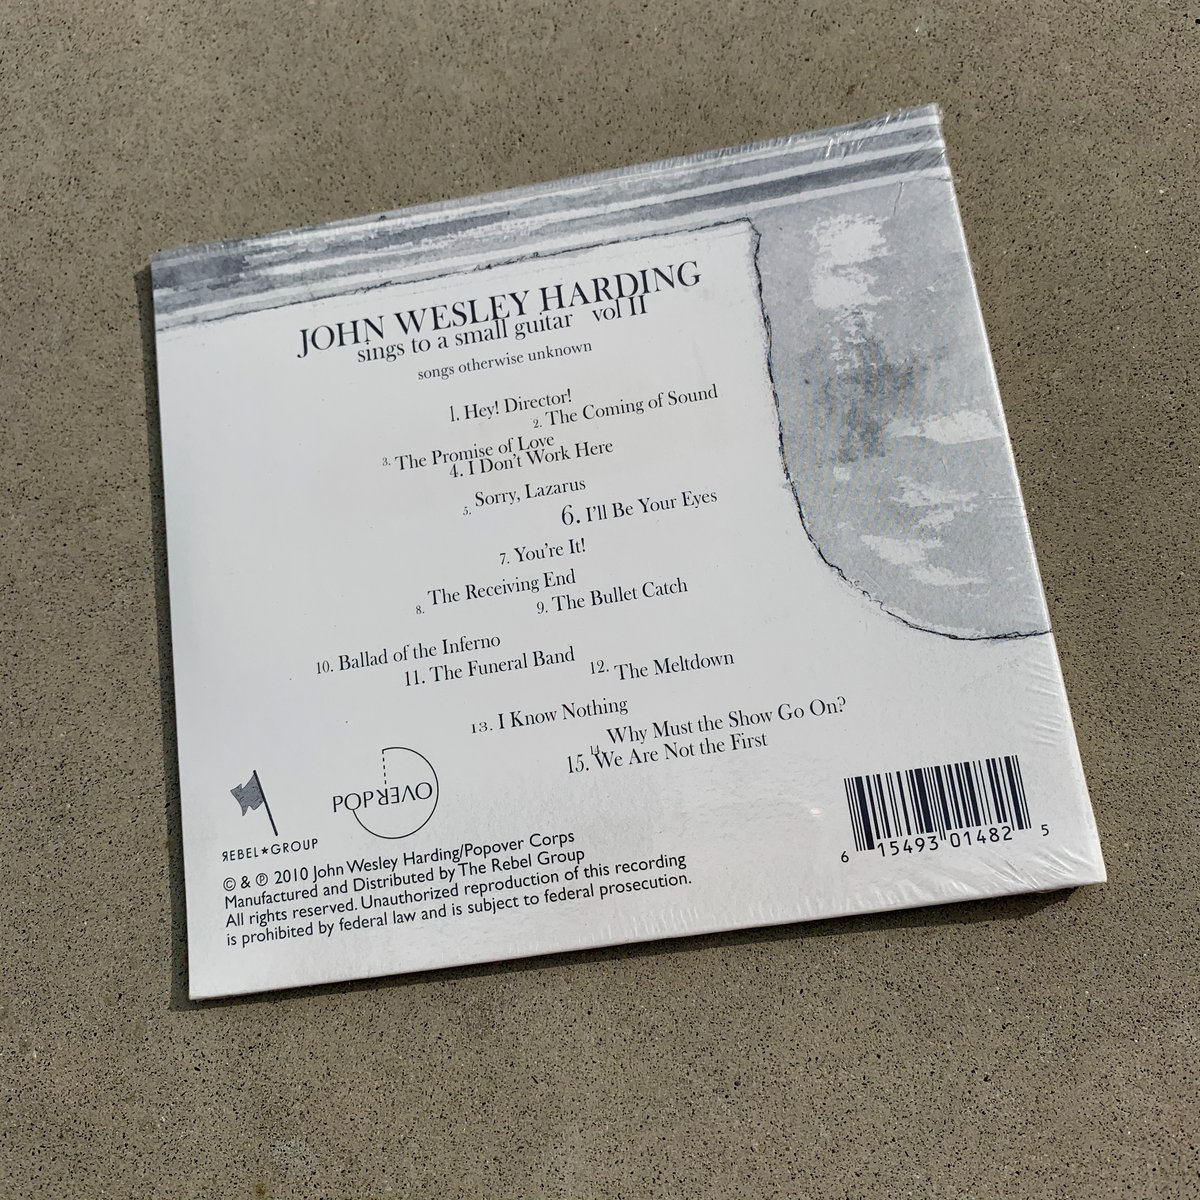 JOHN WESLEY HARDING
sings to a small guitar vol II
songs otherwise unknown
1. Hey! Director!
2. The Coming of Sound
3. The Promise of Love
4. I Don't Work Here
5. Sorry, Lazarus
6. I'll Be Your Eyes
7. You're It!
8. The Receiving End
9. The Bullet Catch
10. Ballad of the Inferno
11. The Funeral Band
12. The Meltdown
13. I Know Nothing
14 Why Must the Show Go On?
15. We Are Not the First
ЯEBEL★GROUP
POPOVER
© & ℗ 2010 John Wesley Harding/Popover Corps
Manufactured and Distributed by The Rebel Group
All rights reserved. Unauthorized reproduction of this recording
is prohibited by federal law and is subject to federal prosecution.
6 15493 01482 5